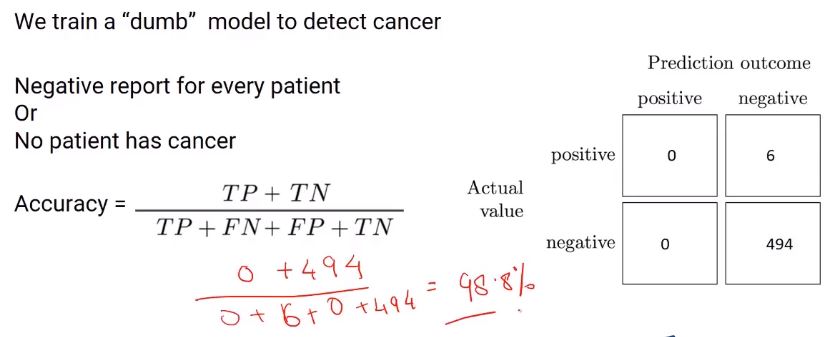 We train a “dumb” model to detect cancer
Negative report for every patient
Or
No patient has cancer
Accuracy = TP + TN
TP + FN + FP + TN
0 + 494
0 + 6 + 0 + 494 = 98.8%
Prediction outcome
positive negative
positive 0 6
Actual
value
negative 0 494